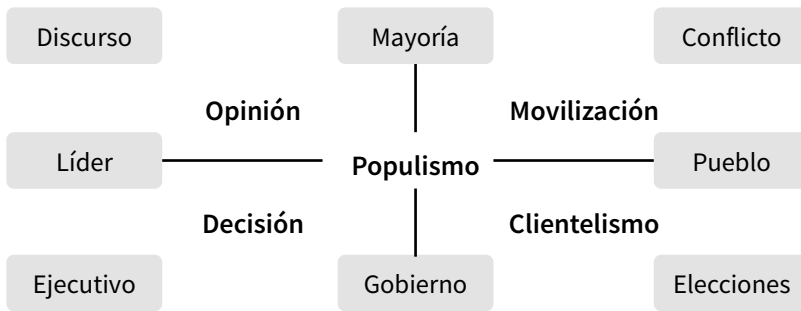 Discurso
Mayoría
Conflicto
Opinión
Movilización
Líder
Populismo
Pueblo
Decisión
Clientelismo
Ejecutivo
Gobierno
Elecciones